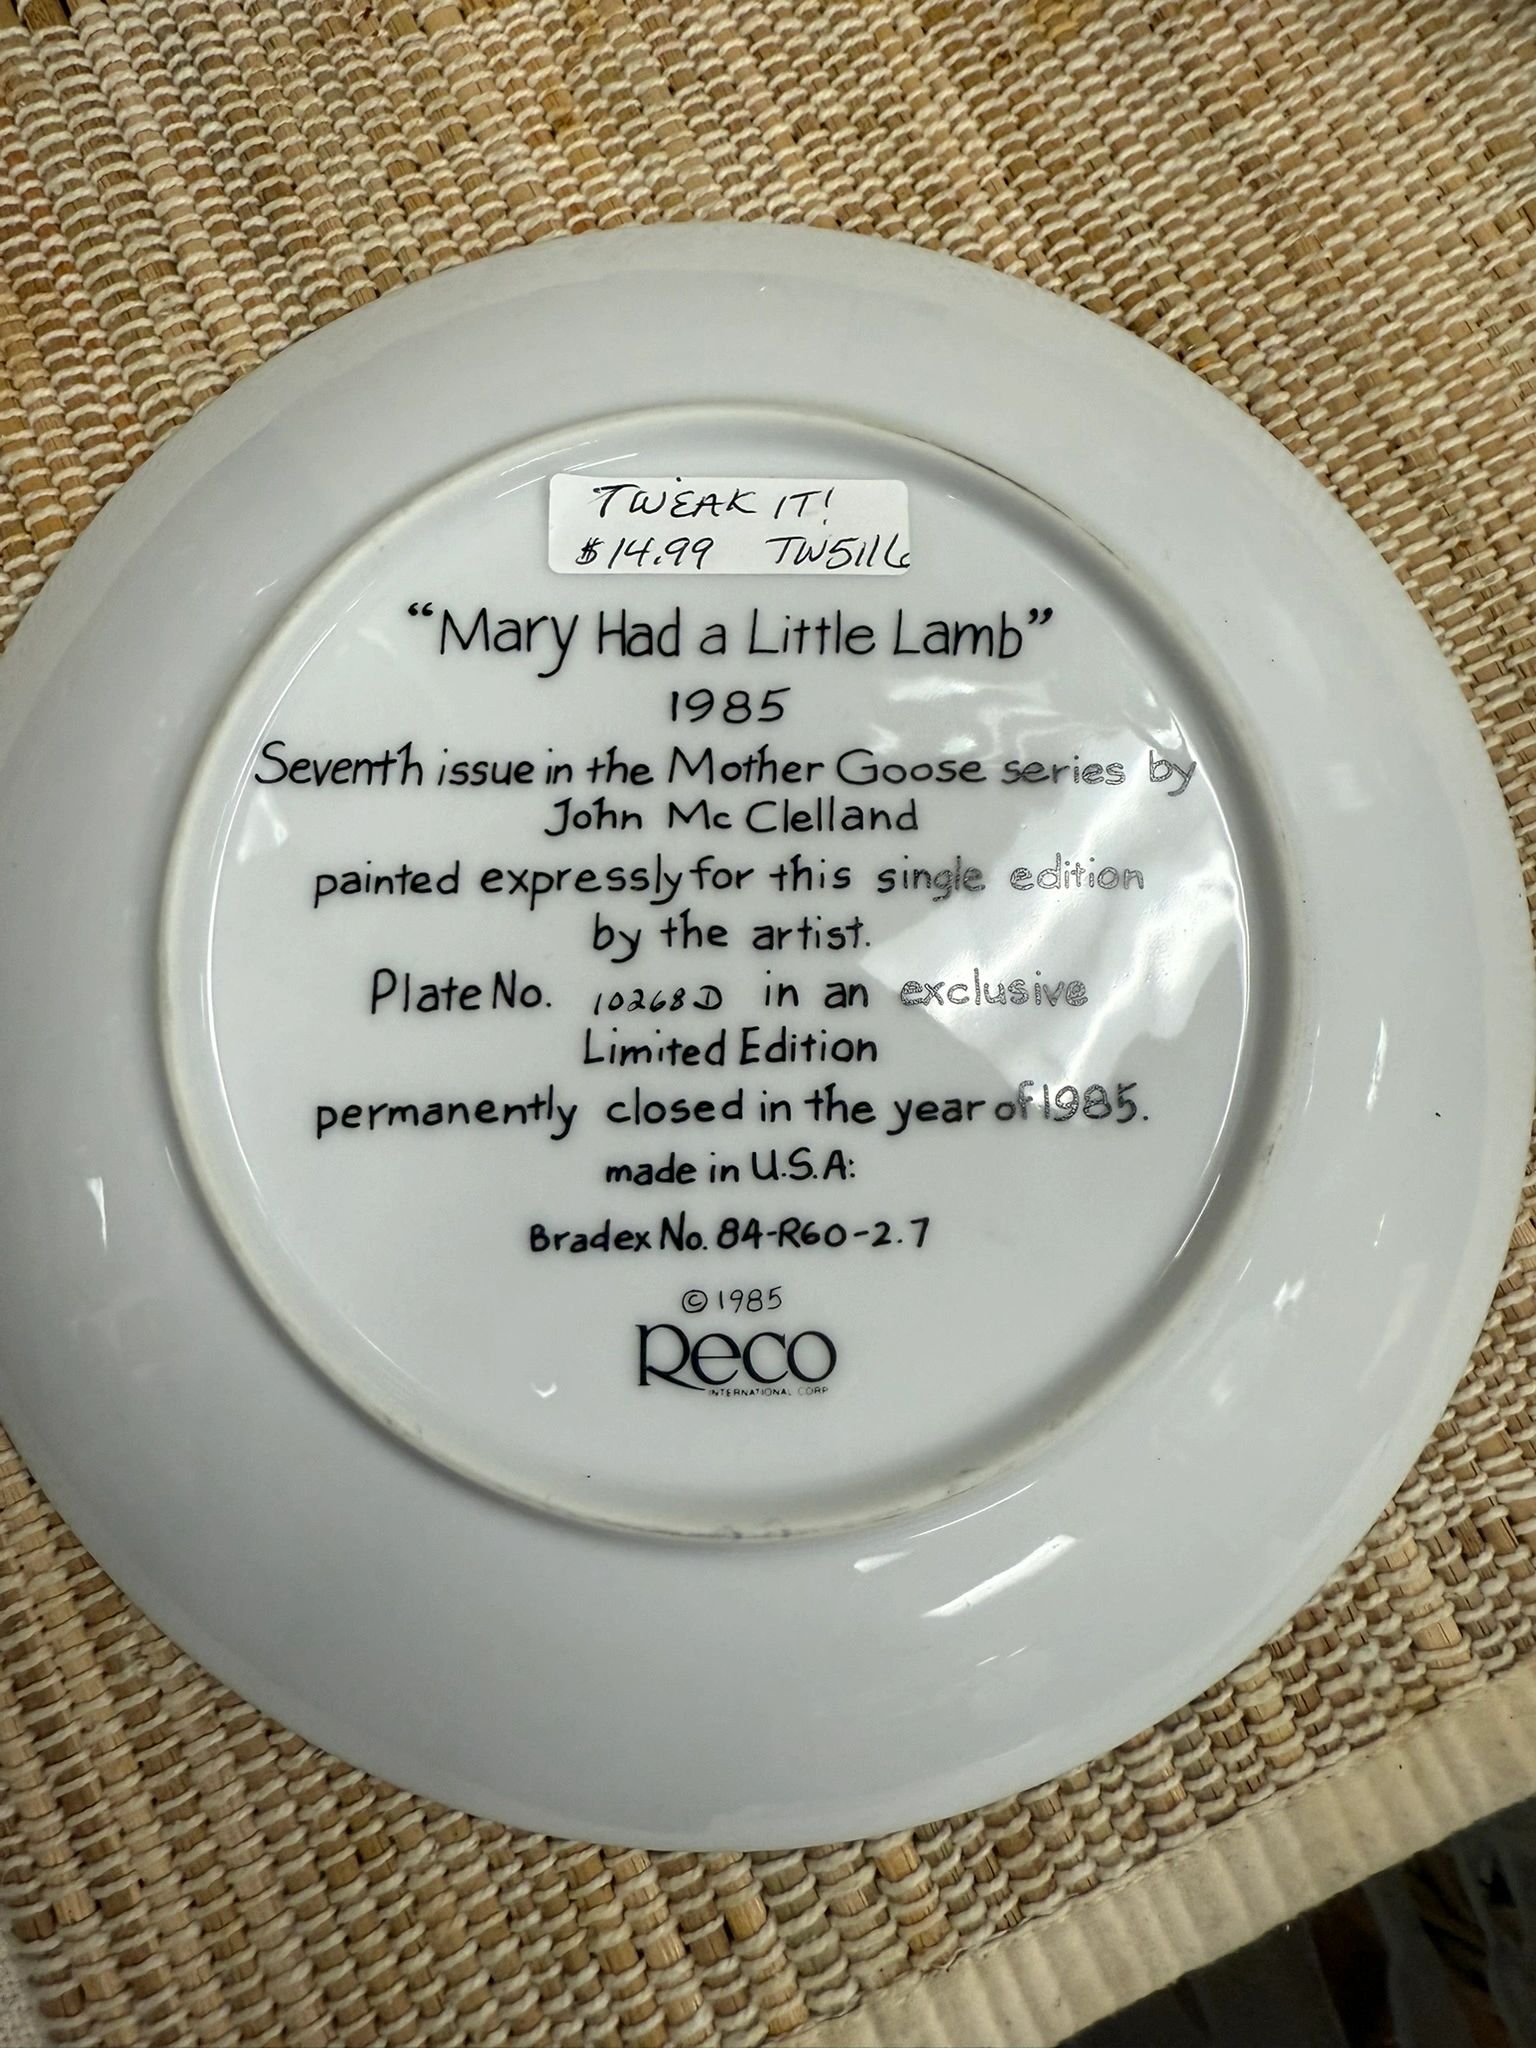 TWEAK IT!
$14.99 TW5116
"Mary Had a Little Lamb"
1985
Seventh issue in the Mother Goose series by
John McClelland
painted expressly for this single edition
by the artist.
Plate No. 10268D in an exclusive
Limited Edition
permanently closed in the year of 1985.
made in U.S.A:
Bradex No. 84-R60-2.7
© 1985
Reco
INTERNATIONAL CORP